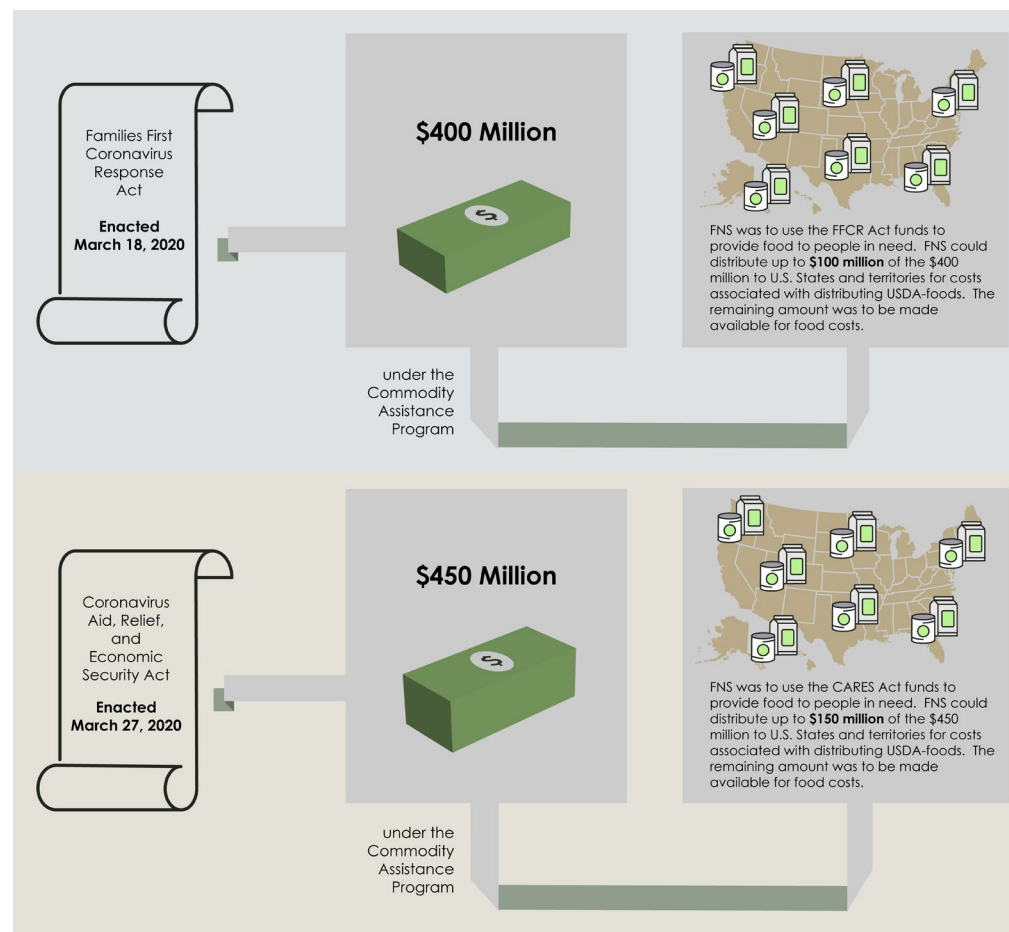 Families First
Coronavirus
Response
Act
Enacted
March 18, 2020
$400 Million
$
under the
Commodity
Assistance
Program
FNS was to use the FFCR Act funds to
provide food to people in need. FNS could
distribute up to $100 million of the $400
million to U.S. States and territories for costs
associated with distributing USDA-foods. The
remaining amount was to be made
available for food costs.
Coronavirus
Aid, Relief,
and
Economic
Security Act
Enacted
March 27, 2020
$450 Million
$
under the
Commodity
Assistance
Program
FNS was to use the CARES Act funds to
provide food to people in need. FNS could
distribute up to $150 million of the $450
million to U.S. States and territories for costs
associated with distributing USDA-foods. The
remaining amount was to be made
available for food costs.